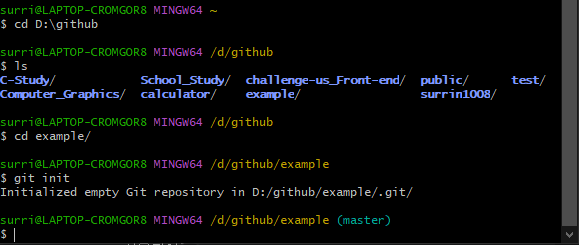 surri@LAPTOP-CROMGOR8 MINGW64 ~
$ cd D:\github
surri@LAPTOP-CROMGOR8 MINGW64 /d/github
$ ls
C-Study/ School_Study/ challenge-us_Front-end/ public/ test/
Computer_Graphics/ calculator/ example/ surrin1008/
surri@LAPTOP-CROMGOR8 MINGW64 /d/github
$ cd example/
surri@LAPTOP-CROMGOR8 MINGW64 /d/github/example
$ git init
Initialized empty Git repository in D:/github/example/.git/
surri@LAPTOP-CROMGOR8 MINGW64 /d/github/example (master)
$